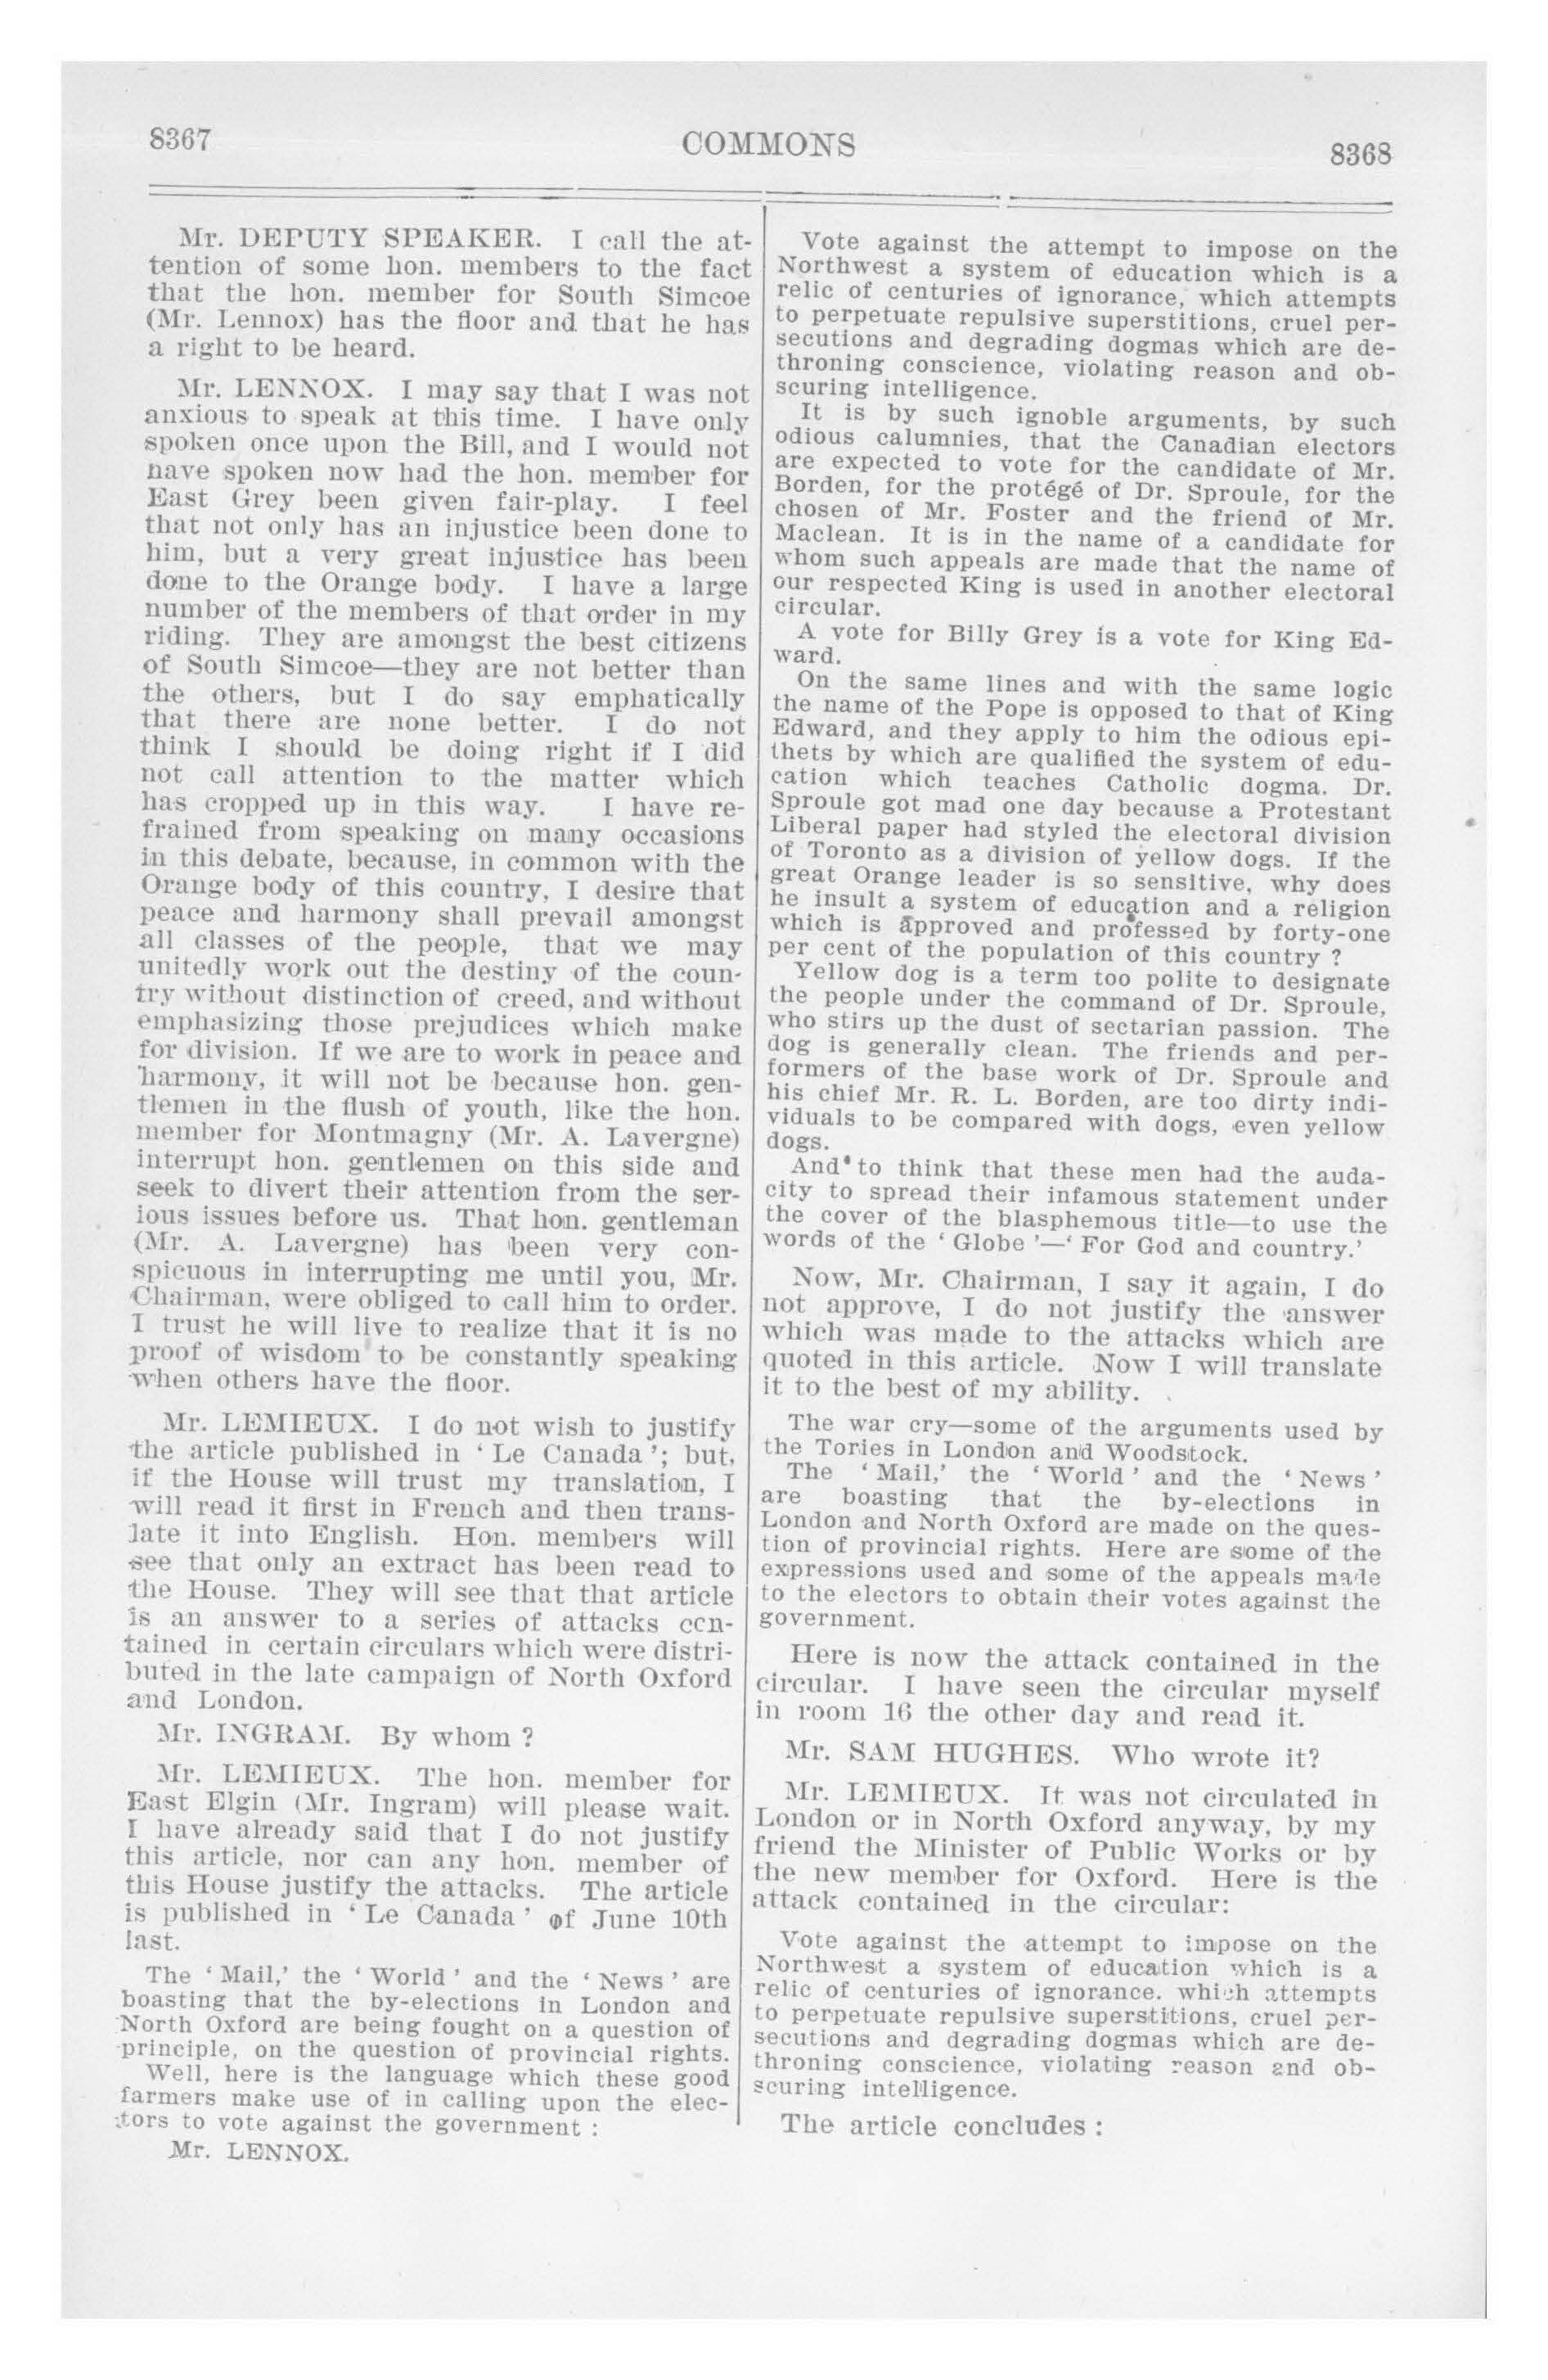 8367
COMMONS
8368
Mr. DEPUTY SPEAKER. I call the at-
tention of some hon. members to the fact
that the hon. member for South Simcoe
(Mr. Lennox) has the floor and that he has
a right to be heard.
Mr. LENNOX. I may say that I was not
anxious to speak at this time. I have only
spoken once upon the Bill, and I would not
have spoken now had the hon. member for
East Grey been given fair-play. I feel
that not only has an injustice been done to
him, but a very great injustice has been
done to the Orange body. I have a large
number of the members of that order in my
riding. They are amongst the best citizens
of South Simcoe—they are not better than
the others, but I do say emphatically
that there are none better. I do not
think I should be doing right if I did
not call attention to the matter which
has cropped up in this way. I have re-
frained from speaking on many occasions
in this debate, because, in common with the
Orange body of this country, I desire that
peace and harmony shall prevail amongst
all classes of the people, that we may
unitedly work out the destiny of the coun-
try without distinction of creed, and without
emphasizing those prejudices which make
for division. If we are to work in peace and
harmony, it will not be because hon. gen-
tlemen in the flush of youth, like the hon.
member for Montmagny (Mr. A. Lavergne)
interrupt hon. gentlemen on this side and
seek to divert their attention from the ser-
ious issues before us. That hon. gentleman
(Mr. A. Lavergne) has been very con-
spicuous in interrupting me until you, Mr.
Chairman, were obliged to call him to order.
I trust he will live to realize that it is no
proof of wisdom to be constantly speaking
when others have the floor.
Mr. LEMIEUX. I do not wish to justify
the article published in ‘ Le Canada ’; but,
if the House will trust my translation, I
will read it first in French and then trans-
late it into English. Hon. members will
see that only an extract has been read to
the House. They will see that that article
is an answer to a series of attacks con-
tained in certain circulars which were distri-
buted in the late campaign of North Oxford
and London.
Mr. INGRAM. By whom ?
Mr. LEMIEUX. The hon. member for
East Elgin (Mr. Ingram) will please wait.
I have already said that I do not justify
this article, nor can any hon. member of
this House justify the attacks. The article
is published in ‘ Le Canada ’ of June 10th
last.
The ‘ Mail,’ the ‘ World ’ and the ‘ News ’ are
boasting that the by-elections in London and
North Oxford are being fought on a question of
principle, on the question of provincial rights.
Well, here is the language which these good
farmers make use of in calling upon the elec-
tors to vote against the government :
Mr. LENNOX.
Vote against the attempt to impose on the
Northwest a system of education which is a
relic of centuries of ignorance, which attempts
to perpetuate repulsive superstitions, cruel per-
secutions and degrading dogmas which are de-
throning conscience, violating reason and ob-
scuring intelligence.
It is by such ignoble arguments, by such
odious calumnies, that the Canadian electors
are expected to vote for the candidate of Mr.
Borden, for the protégé of Dr. Sproule, for the
chosen of Mr. Foster and the friend of Mr.
Maclean. It is in the name of a candidate for
whom such appeals are made that the name of
our respected King is used in another electoral
circular.
A vote for Billy Grey is a vote for King Ed-
ward.
On the same lines and with the same logic
the name of the Pope is opposed to that of King
Edward, and they apply to him the odious epi-
thets by which are qualified the system of edu-
cation which teaches Catholic dogma. Dr.
Sproule got mad one day because a Protestant
Liberal paper had styled the electoral division
of Toronto as a division of yellow dogs. If the
great Orange leader is so sensitive, why does
he insult a system of education and a religion
which is approved and professed by forty-one
per cent of the population of this country ?
Yellow dog is a term too polite to designate
the people under the command of Dr. Sproule,
who stirs up the dust of sectarian passion. The
dog is generally clean. The friends and per-
formers of the base work of Dr. Sproule and
his chief Mr. R. L. Borden, are too dirty indi-
viduals to be compared with dogs, even yellow
dogs.
And to think that these men had the auda-
city to spread their infamous statement under
the cover of the blasphemous title—to use the
words of the ‘ Globe ’—‘ For God and country.’
Now, Mr. Chairman, I say it again, I do
not approve, I do not justify the answer
which was made to the attacks which are
quoted in this article. Now I will translate
it to the best of my ability.
The war cry—some of the arguments used by
the Tories in London and Woodstock.
The ‘ Mail,’ the ‘ World ’ and the ‘ News ’
are boasting that the by-elections in
London and North Oxford are made on the ques-
tion of provincial rights. Here are some of the
expressions used and some of the appeals made
to the electors to obtain their votes against the
government.
Here is now the attack contained in the
circular. I have seen the circular myself
in room 16 the other day and read it.
Mr. SAM HUGHES. Who wrote it?
Mr. LEMIEUX. It was not circulated in
London or in North Oxford anyway, by my
friend the Minister of Public Works or by
the new member for Oxford. Here is the
attack contained in the circular:
Vote against the attempt to impose on the
Northwest a system of education which is a
relic of centuries of ignorance. which attempts
to perpetuate repulsive superstitions, cruel per-
secutions and degrading dogmas which are de-
throning conscience, violating reason and ob-
scuring intelligence.
The article concludes :